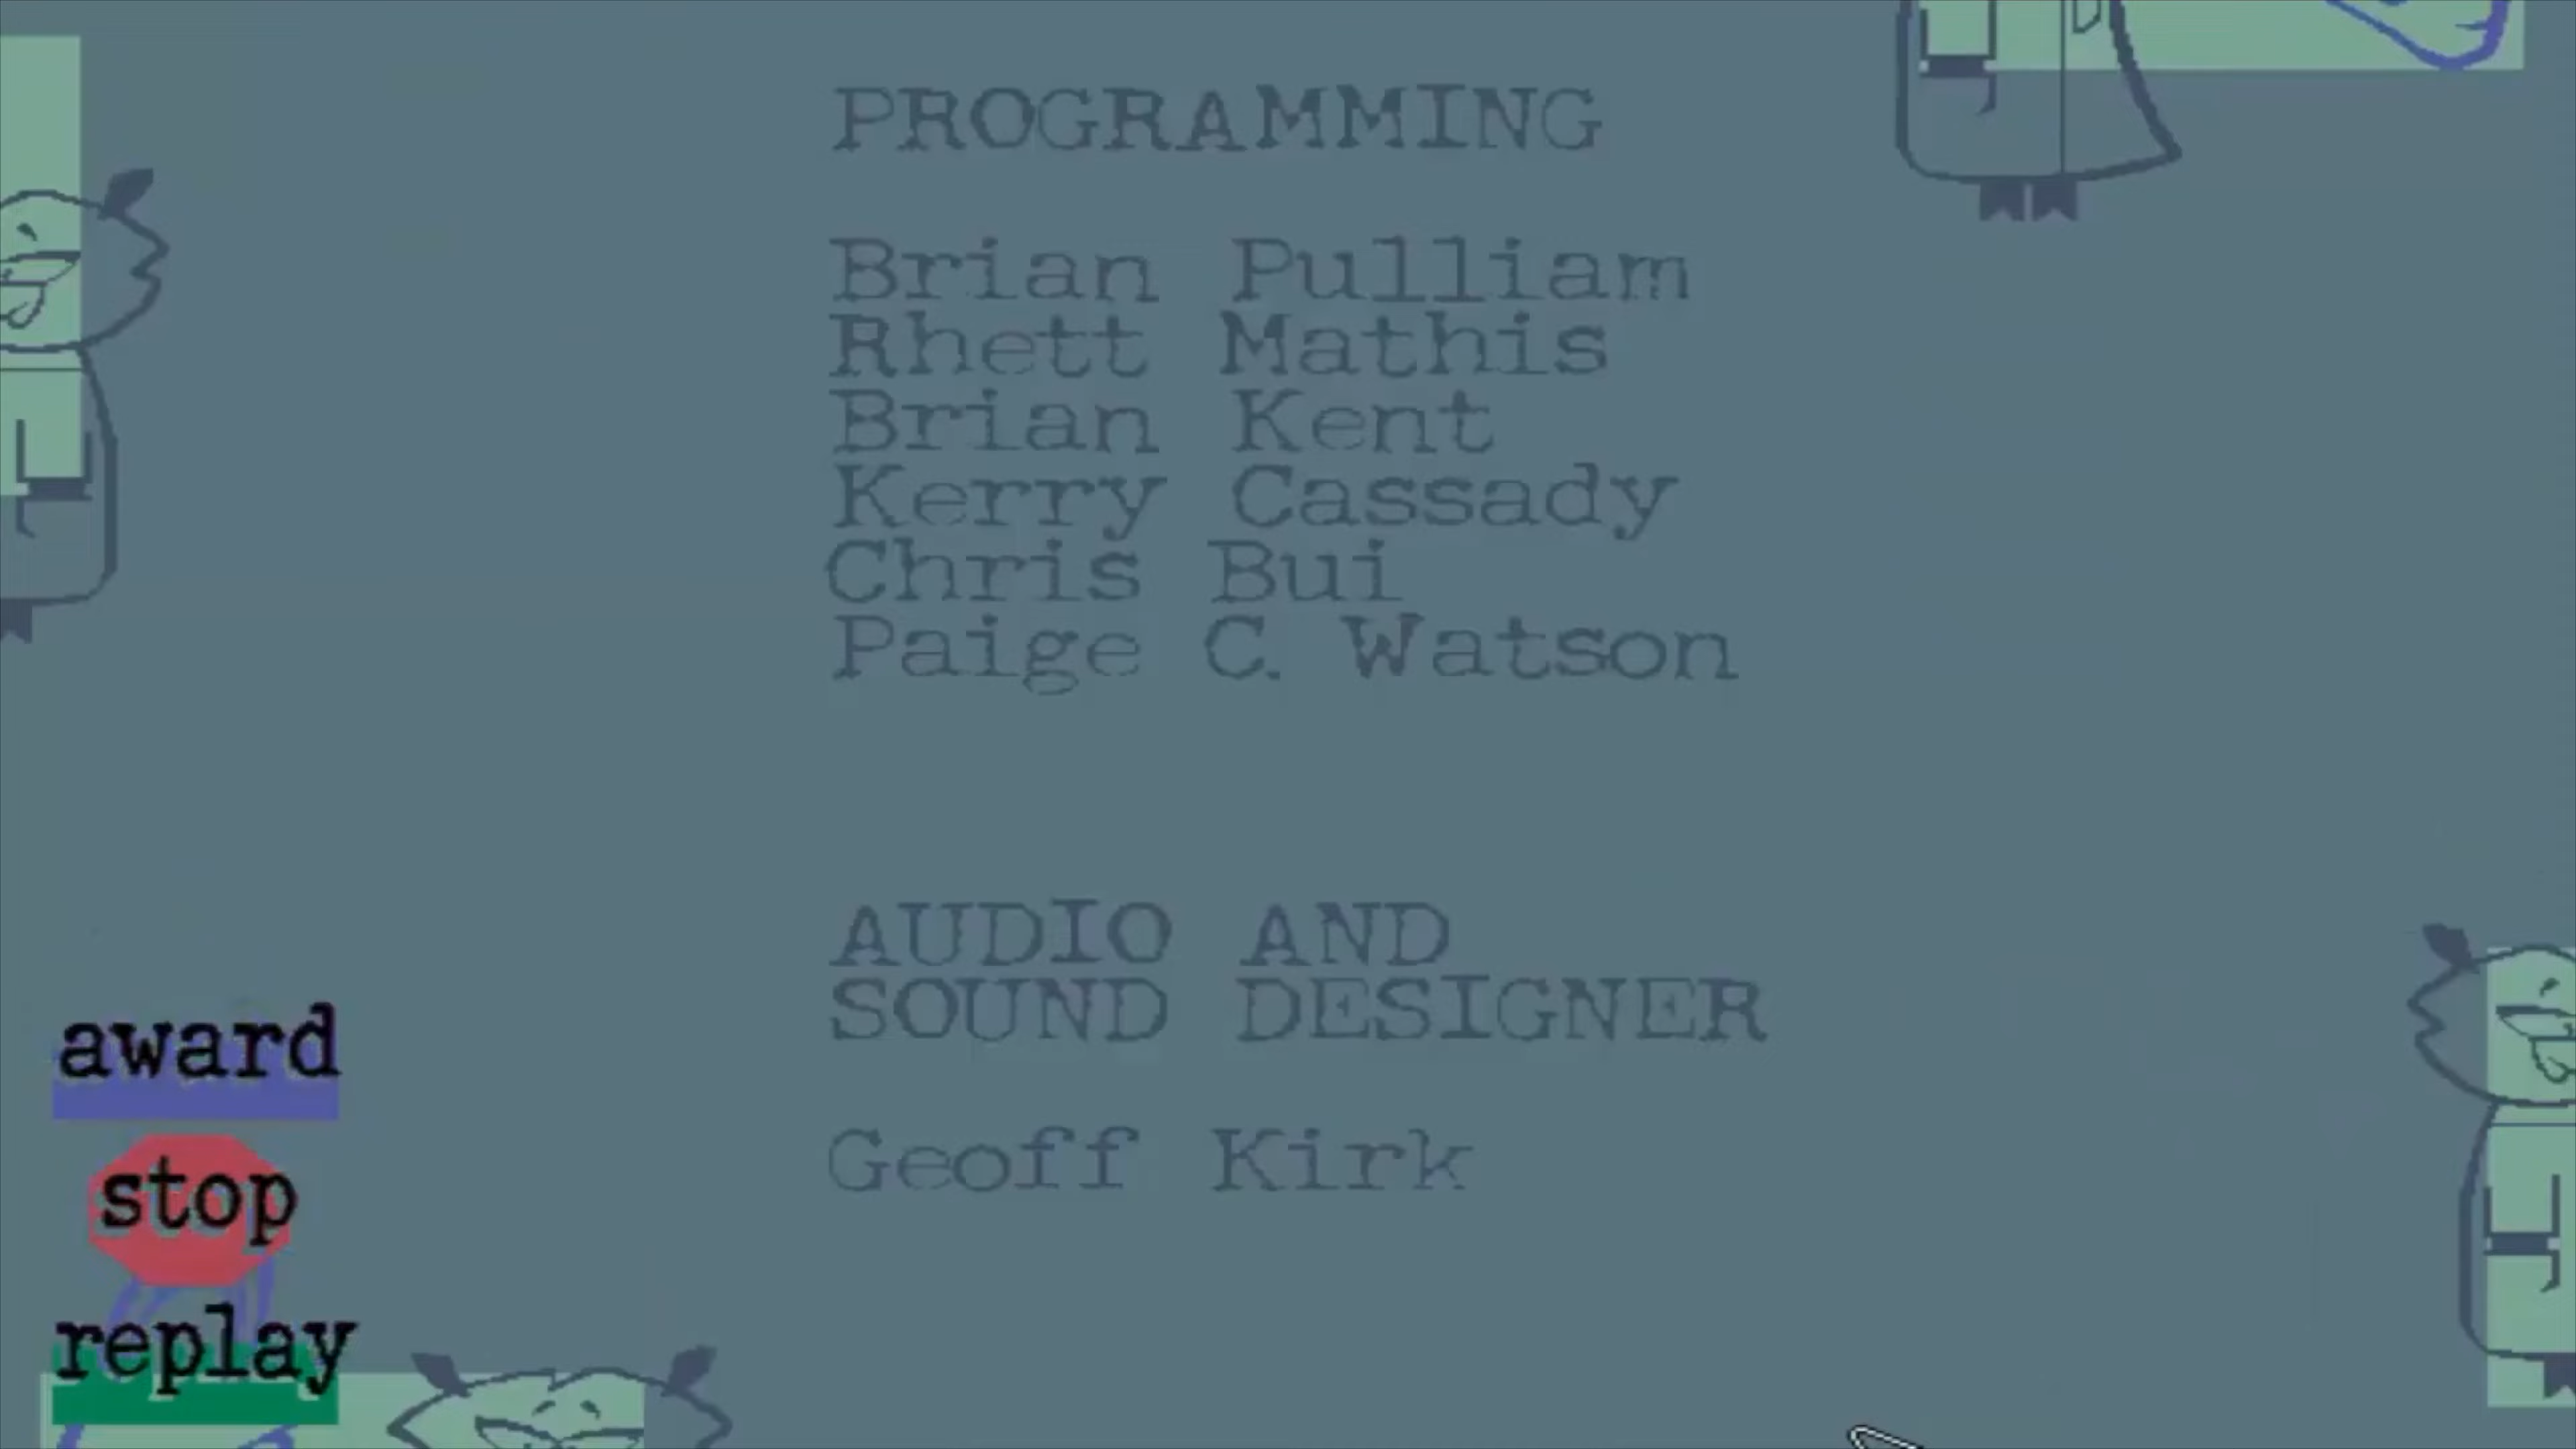 PROGRAMMING
Brian Pulliam
Rhett Mathis
Brian Kent
Kerry Cassady
Chris Bui
Paige C. Watson
AUDIO AND
SOUND DESIGNER
Geoff Kirk
award
stop
replay